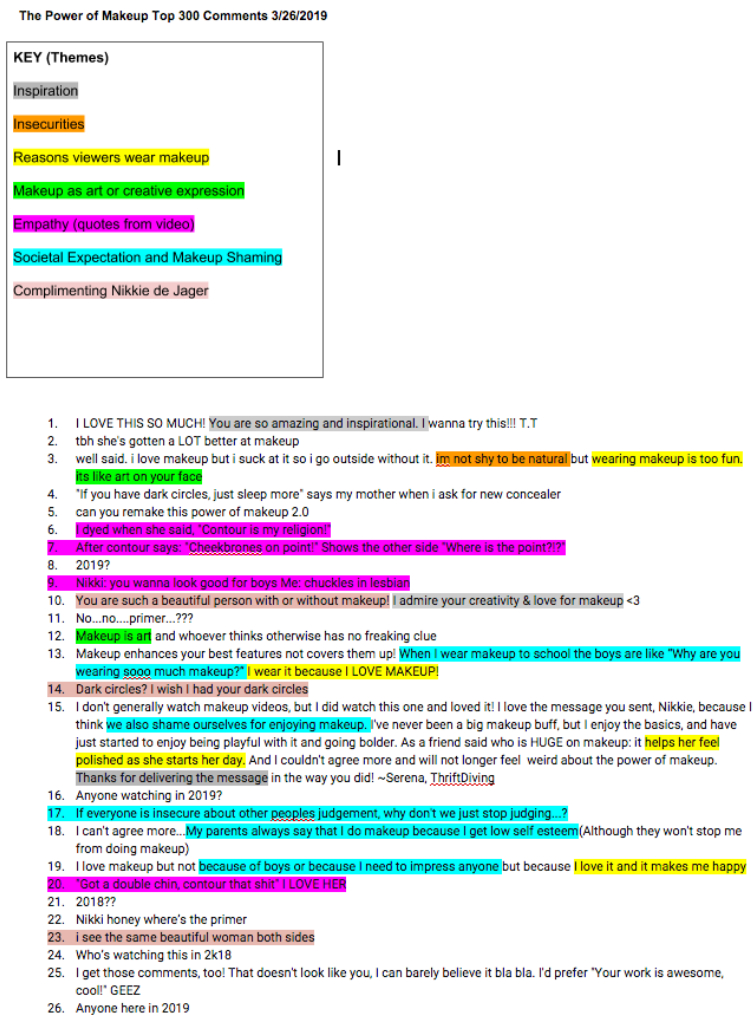 The Power of Makeup Top 300 Comments 3/26/2019
KEY (Themes)
Inspiration
Insecurities
Reasons viewers wear makeup
Makeup as art or creative expression
Empathy (quotes from video)
Societal Expectation and Makeup Shaming
Complimenting Nikkie de Jager
1. I LOVE THIS SO MUCH! You are so amazing and inspirational. I wanna try this!!! T.T
2. tbh she's gotten a LOT better at makeup
3. well said. i love makeup but i suck at it so i go outside without it. im not shy to be natural but wearing makeup is too fun.
its like art on your face
4. "If you have dark circles, just sleep more" says my mother when i ask for new concealer
5. can you remake this power of makeup 2.0
6. I dyed when she said, "Contour is my religion!"
7. After contour says: "Cheekbrones on point!" Shows the other side "Where is the point?!?"
8. 2019?
9. Nikki: you wanna look good for boys Me: chuckles in lesbian
10. You are such a beautiful person with or without makeup! I admire your creativity & love for makeup <3
11. No...no....primer...???
12. Makeup is art and whoever thinks otherwise has no freaking clue
13. Makeup enhances your best features not covers them up! When I wear makeup to school the boys are like "Why are you
wearing sooo much makeup?" I wear it because I LOVE MAKEUP!
14. Dark circles? I wish I had your dark circles
15. I don't generally watch makeup videos, but I did watch this one and loved it! I love the message you sent, Nikkie, because I
think we also shame ourselves for enjoying makeup. I've never been a big makeup buff, but I enjoy the basics, and have
just started to enjoy being playful with it and going bolder. As a friend said who is HUGE on makeup: it helps her feel
polished as she starts her day. And I couldn't agree more and will not longer feel weird about the power of makeup.
Thanks for delivering the message in the way you did! ~Serena, ThriftDiving
16. Anyone watching in 2019?
17. If everyone is insecure about other peoples judgement, why don't we just stop judging...?
18. I can't agree more...My parents always say that I do makeup because I get low self esteem(Although they won't stop me
from doing makeup)
19. I love makeup but not because of boys or because I need to impress anyone but because I love it and it makes me happy
20. "Got a double chin, contour that shit" I LOVE HER
21. 2018??
22. Nikki honey where's the primer
23. i see the same beautiful woman both sides
24. Who's watching this in 2k18
25. I get those comments, too! That doesn't look like you, I can barely believe it bla bla. I'd prefer "Your work is awesome,
cool!" GEEZ
26. Anyone here in 2019